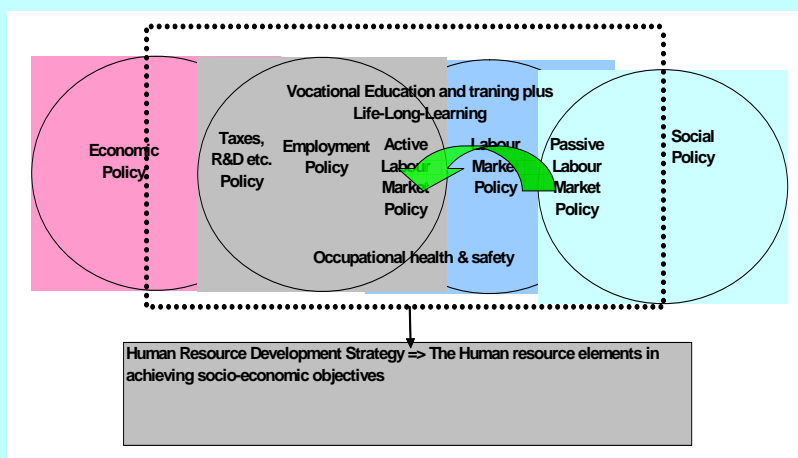 Vocational Education and traning plus
Life-Long-Learning
Economic
Policy
Taxes,
R&D etc.
Policy
Employment
Policy
Active
Labour
Market
Policy
Labour
Market
Policy
Passive
Labour
Market
Policy
Social
Policy
Occupational health & safety
Human Resource Development Strategy => The Human resource elements in
achieving socio-economic objectives